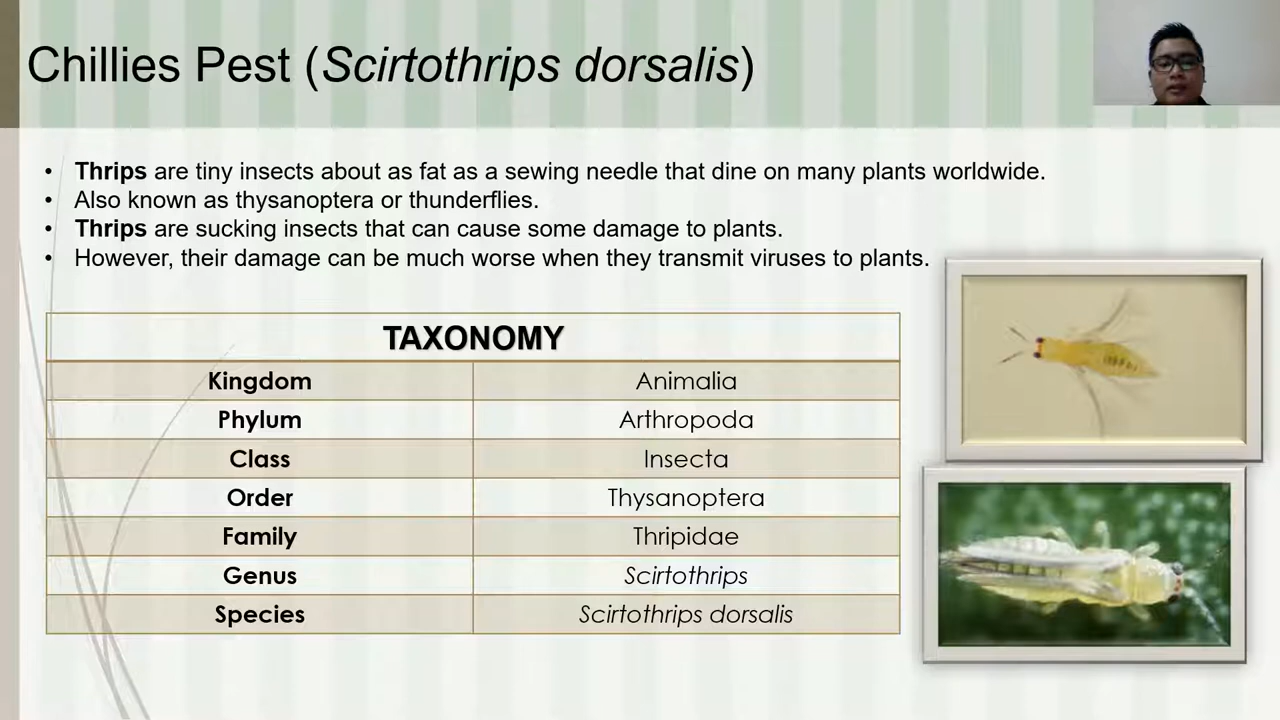 Chillies Pest (Scirtothrips dorsalis)
• Thrips are tiny insects about as fat as a sewing needle that dine on many plants worldwide.
• Also known as thysanoptera or thunderflies.
• Thrips are sucking insects that can cause some damage to plants.
• However, their damage can be much worse when they transmit viruses to plants.
TAXONOMY
Kingdom Animalia
Phylum Arthropoda
Class Insecta
Order Thysanoptera
Family Thripidae
Genus Scirtothrips
Species Scirtothrips dorsalis